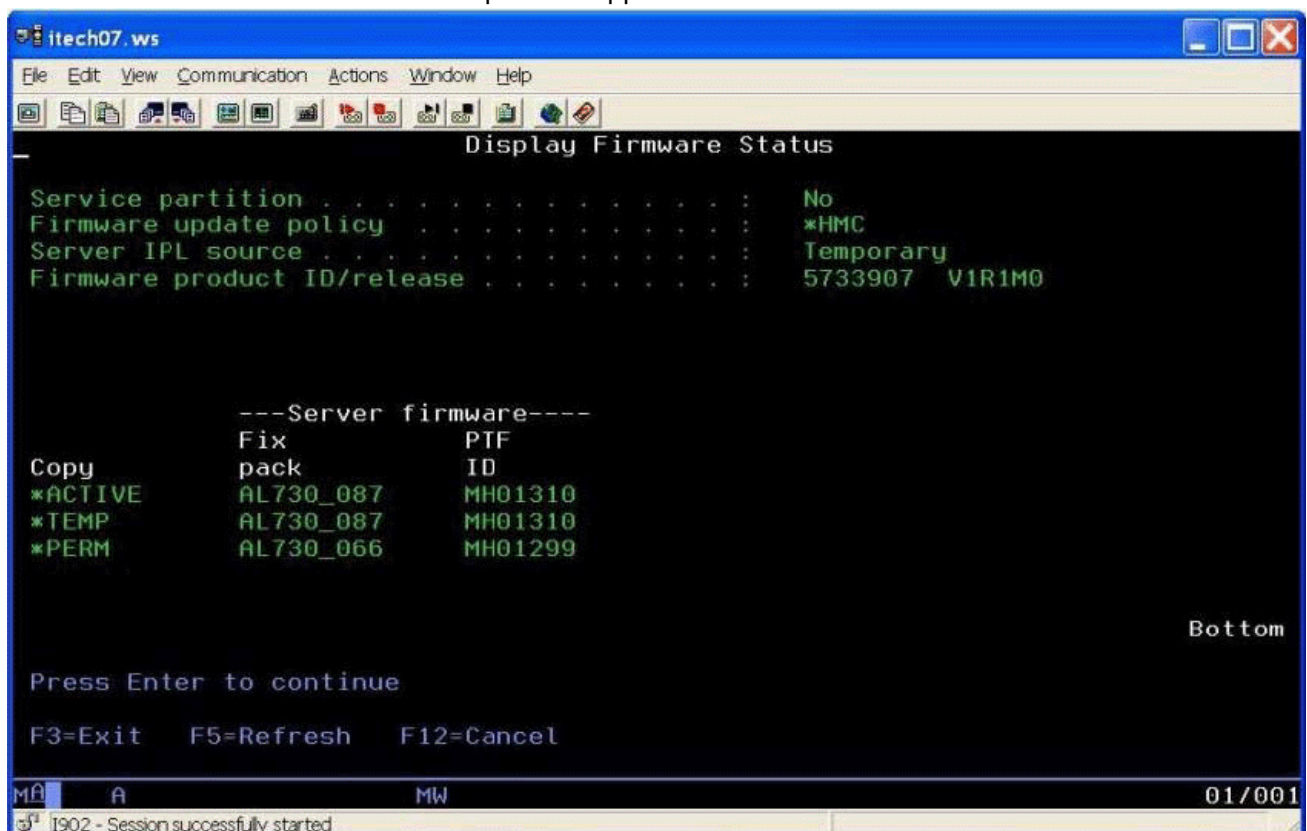 itech07.ws
File Edit View Communication Actions Window Help
Display Firmware Status
Service partition . . . . . . . . . . . . . . : No
Firmware update policy . . . . . . . . . . . : *HMC
Server IPL source . . . . . . . . . . . . . . : Temporary
Firmware product ID/release . . . . . . . . . : 5733907 V1R1M0
---Server firmware----
Fix PTF
Copy pack ID
*ACTIVE AL730_087 MH01310
*TEMP AL730_087 MH01310
*PERM AL730_066 MH01299
Bottom
Press Enter to continue
F3=Exit F5=Refresh F12=Cancel
MA A MW 01/001
I902 - Session successfully started